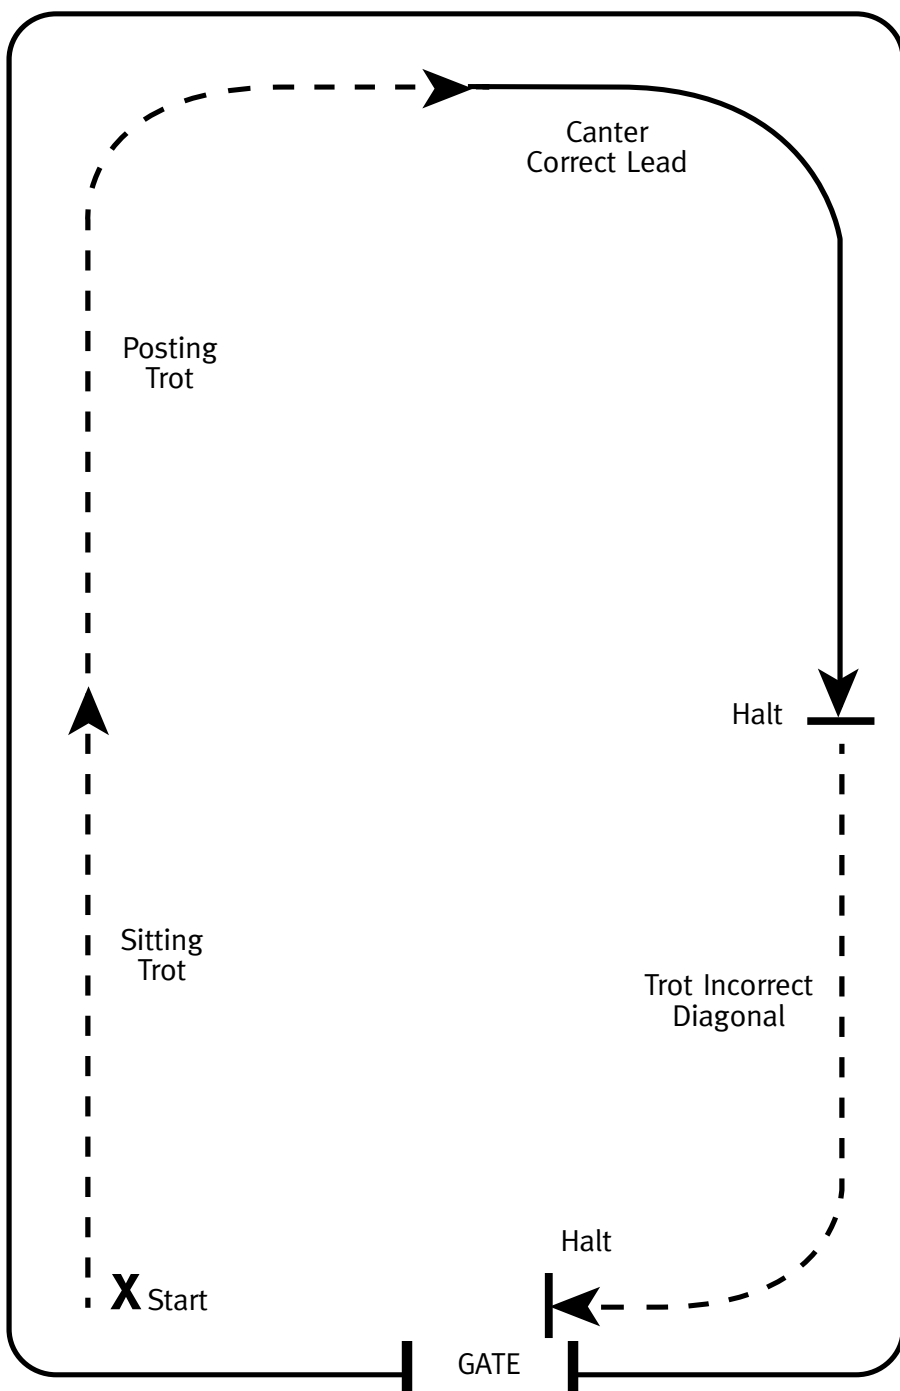 Canter
Correct Lead
Posting
Trot
Halt
Sitting
Trot
Trot Incorrect
Diagonal
Halt
X Start
GATE